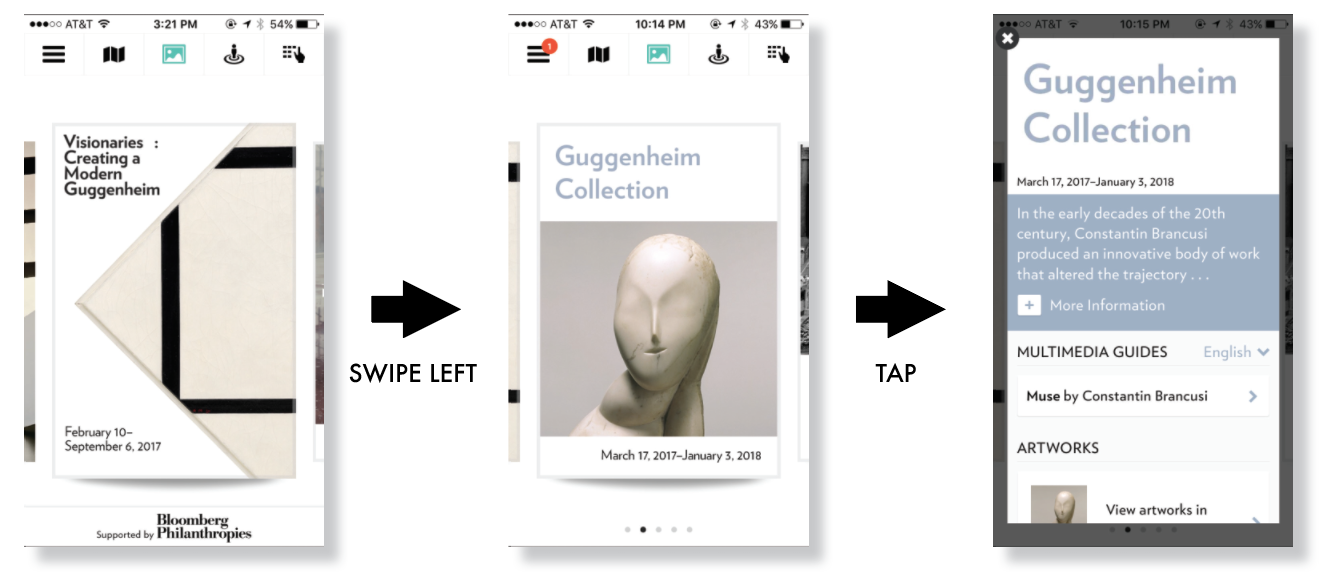 AT&T 3:21 PM 54%
Visionaries :
Creating a
Modern
Guggenheim
February 10–
September 6, 2017
Supported by Bloomberg
Philanthropies
SWIPE LEFT
AT&T 10:14 PM 43%
1
Guggenheim
Collection
March 17, 2017–January 3, 2018
TAP
AT&T 10:15 PM 43%
Guggenheim
Collection
March 17, 2017–January 3, 2018
In the early decades of the 20th
century, Constantin Brancusi
produced an innovative body of work
that altered the trajectory . . .
+ More Information
MULTIMEDIA GUIDES English
Muse by Constantin Brancusi
ARTWORKS
View artworks in